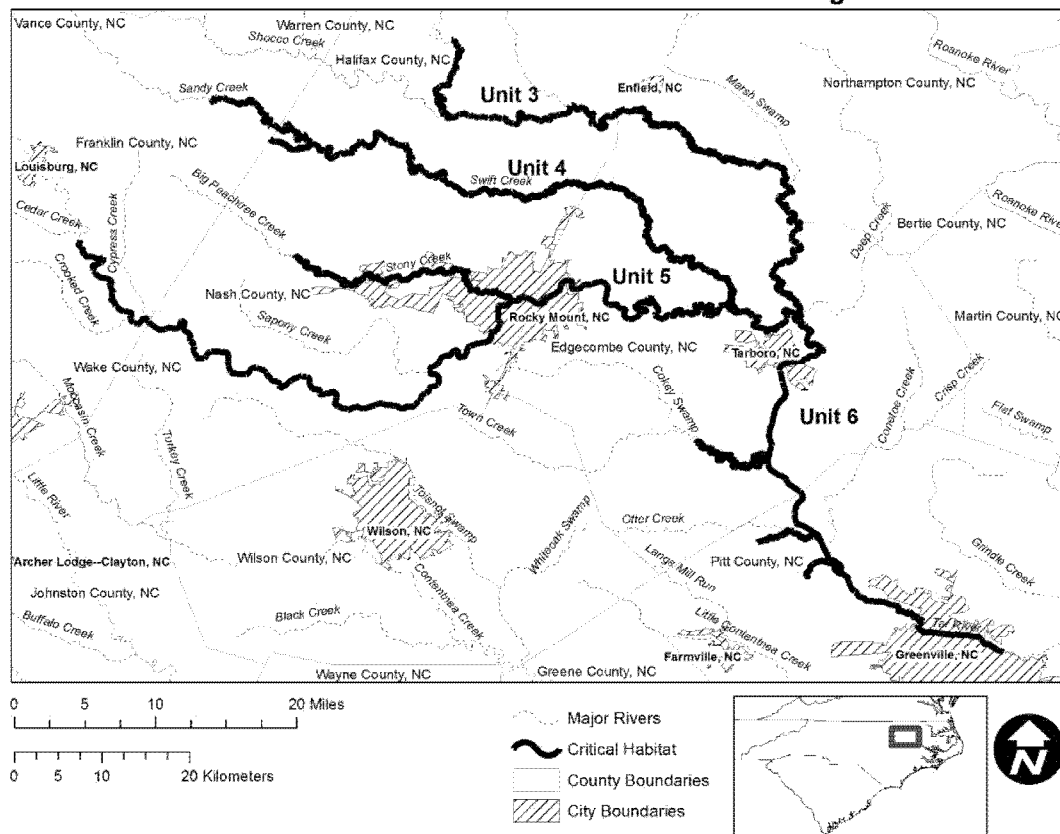 Vance County, NC
Warren County, NC
Shocco Creek
Halifax County, NC
Roanoke River
Sandy Creek
Unit 3
Enfield, NC
Marsh Swamp
Northampton County, NC
Franklin County, NC
Louisburg, NC
Unit 4
Swift Creek
Big Peachtree Creek
Roanoke River
Cedar Creek
Cypress Creek
Bertie County, NC
Deep Creek
Crooked Creek
Stony Creek
Unit 5
Nash County, NC
Rocky Mount, NC
Sapony Creek
Martin County, NC
Edgecombe County, NC
Tarboro, NC
Wake County, NC
Moccasin Creek
Cokey Swamp
Conetoe Creek
Crisp Creek
Flat Swamp
Town Creek
Unit 6
Turkey Creek
Little River
Toisnot Swamp
Wilson, NC
Whiteoak Swamp
Otter Creek
Grindle Creek
Archer Lodge--Clayton, NC
Wilson County, NC
Langs Mill Run
Pitt County, NC
Johnston County, NC
Contentnea Creek
Black Creek
Buffalo Creek
Little Contentnea Creek
Tar River
Farmville, NC
Greenville, NC
Wayne County, NC
Greene County, NC
0 5 10 20 Miles
0 5 10 20 Kilometers
Major Rivers
Critical Habitat
County Boundaries
City Boundaries
N